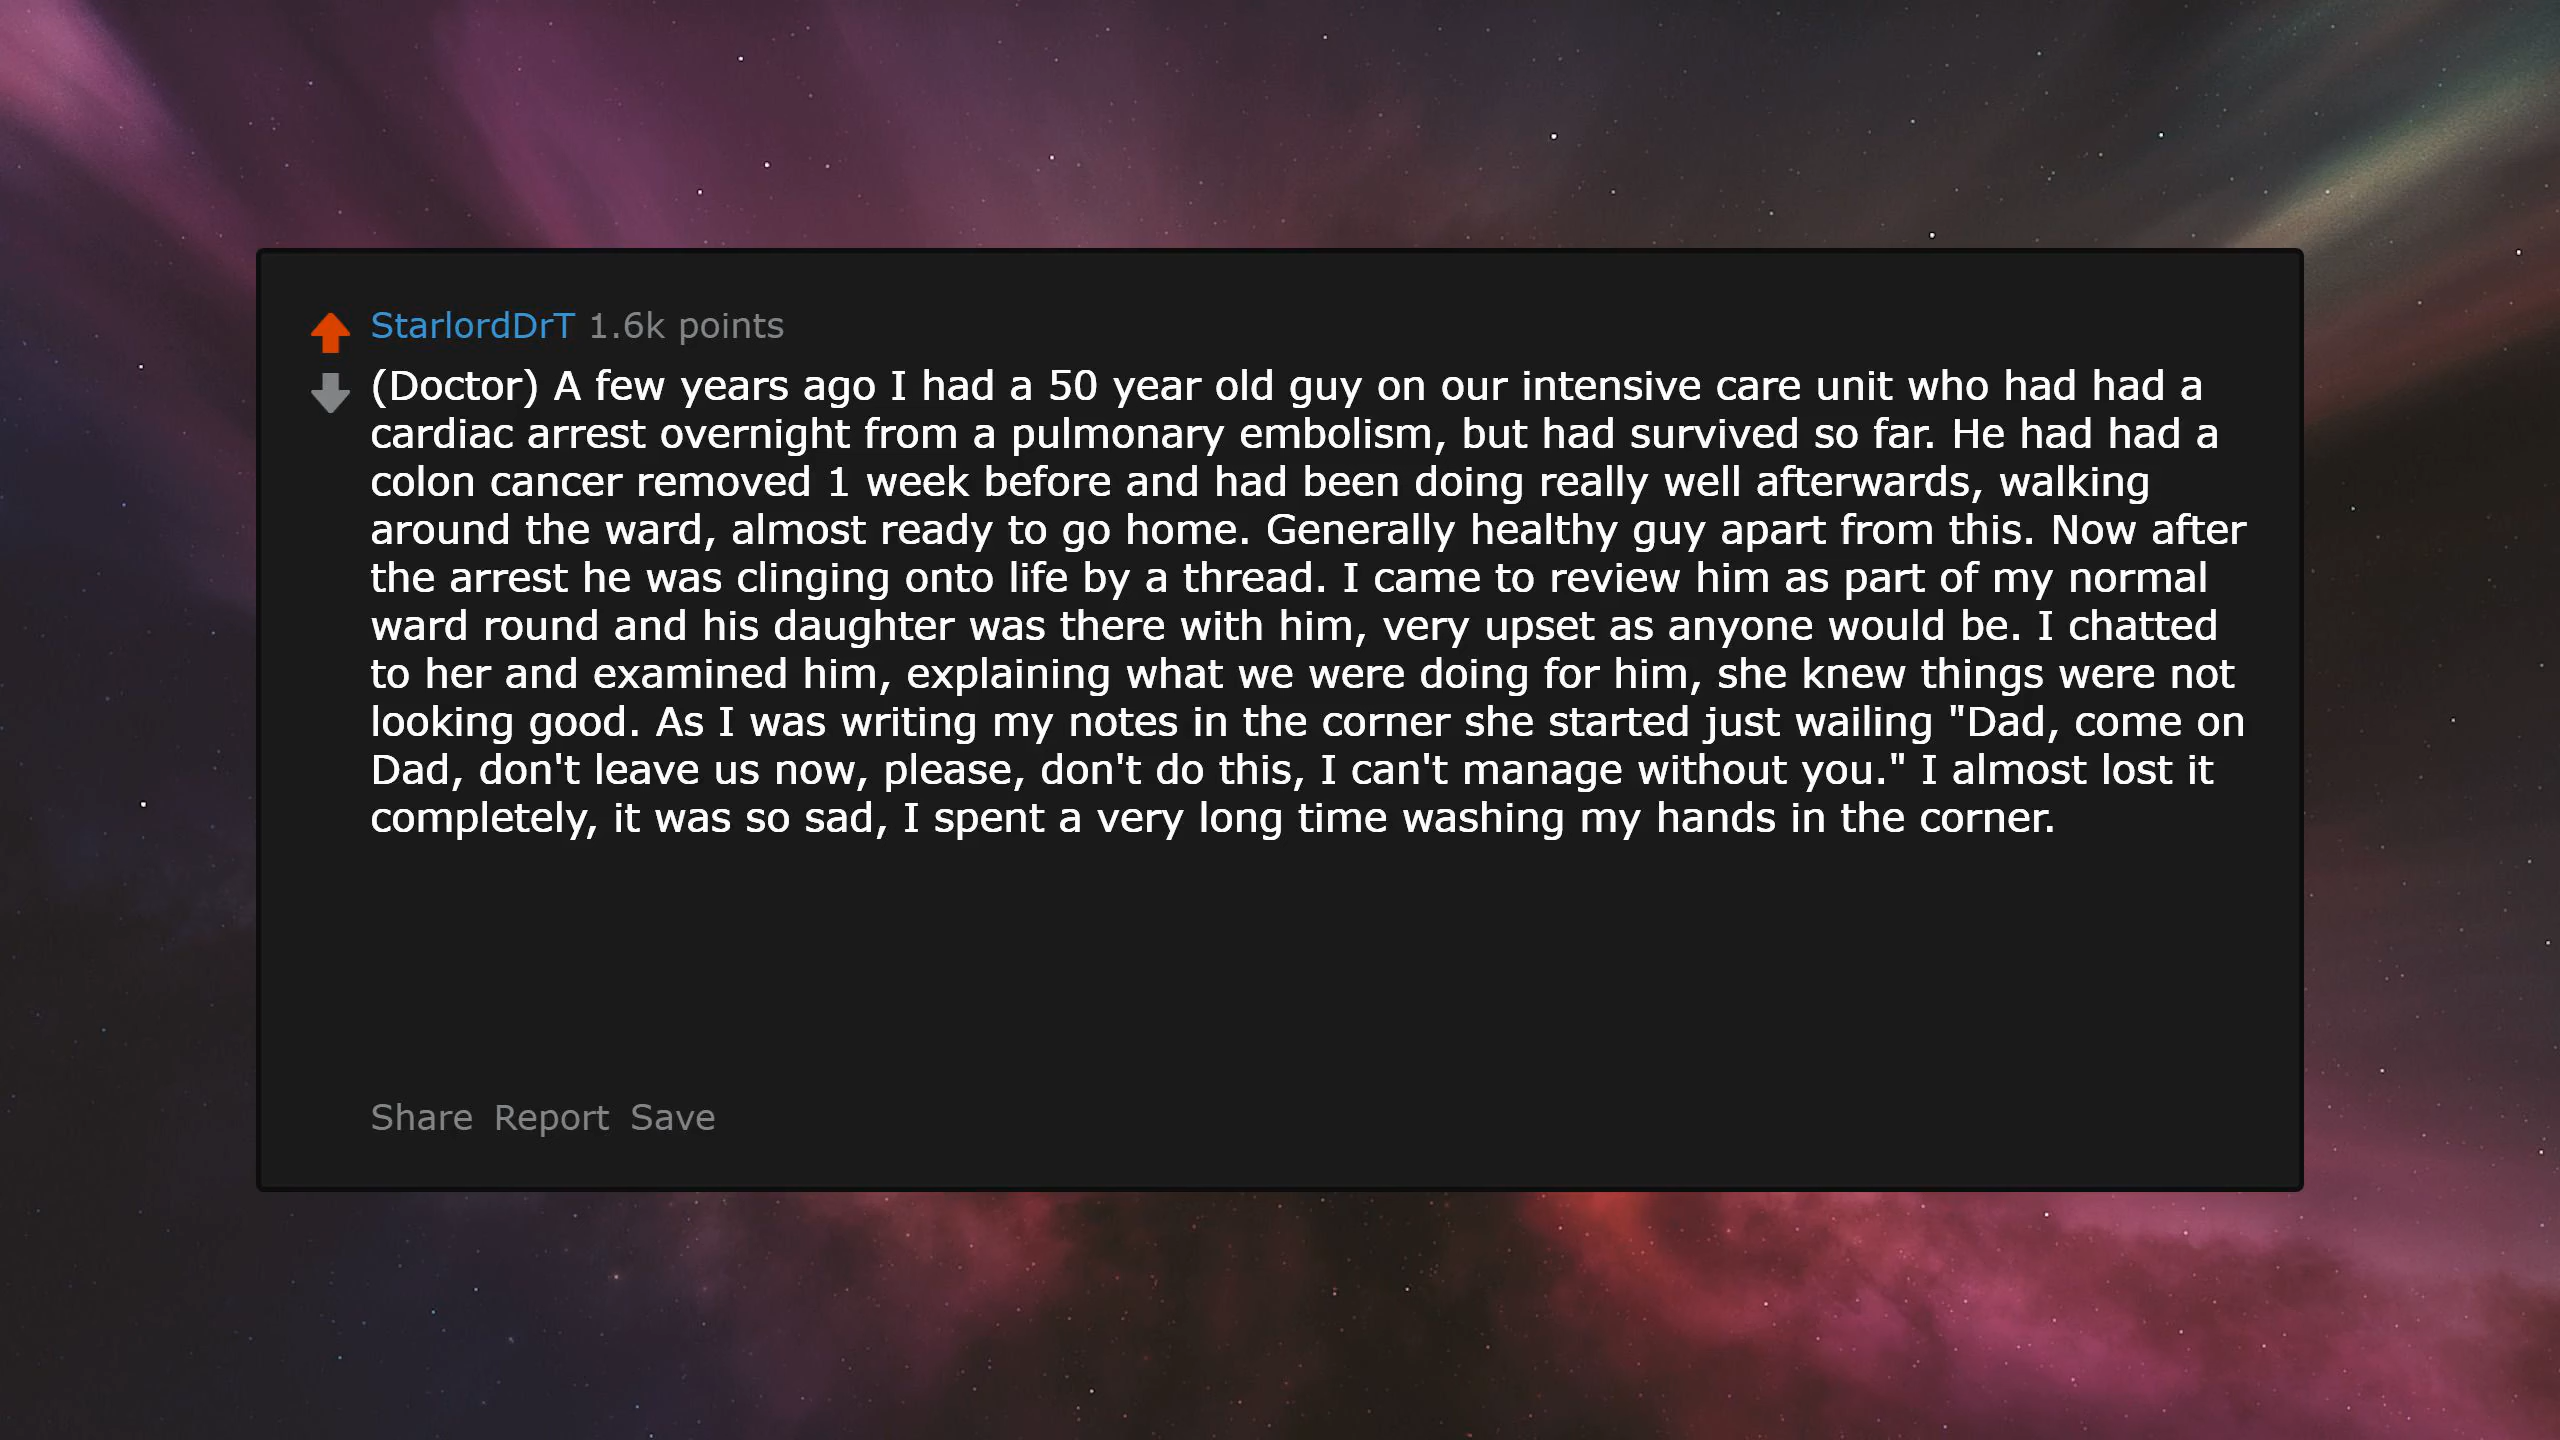 StarlordDrT 1.6k points
(Doctor) A few years ago I had a 50 year old guy on our intensive care unit who had had a
cardiac arrest overnight from a pulmonary embolism, but had survived so far. He had had a
colon cancer removed 1 week before and had been doing really well afterwards, walking
around the ward, almost ready to go home. Generally healthy guy apart from this. Now after
the arrest he was clinging onto life by a thread. I came to review him as part of my normal
ward round and his daughter was there with him, very upset as anyone would be. I chatted
to her and examined him, explaining what we were doing for him, she knew things were not
looking good. As I was writing my notes in the corner she started just wailing "Dad, come on
Dad, don't leave us now, please, don't do this, I can't manage without you." I almost lost it
completely, it was so sad, I spent a very long time washing my hands in the corner.
Share Report Save